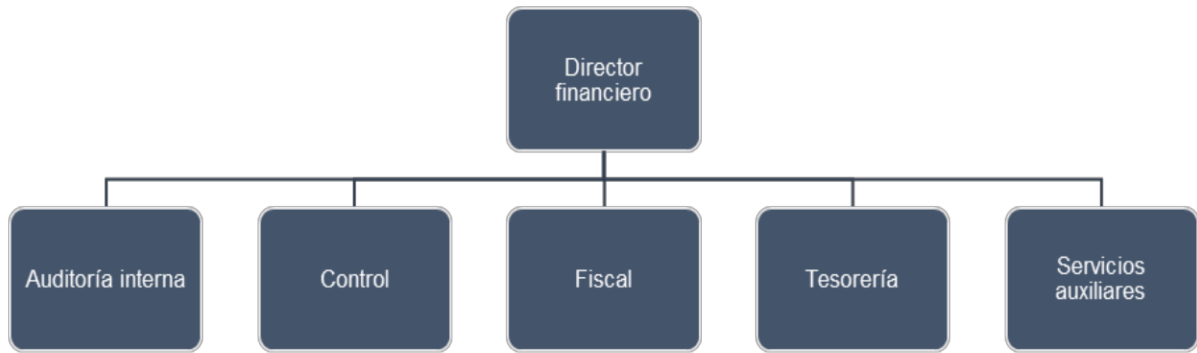 Director
financiero
Auditoría interna
Control
Fiscal
Tesorería
Servicios
auxiliares